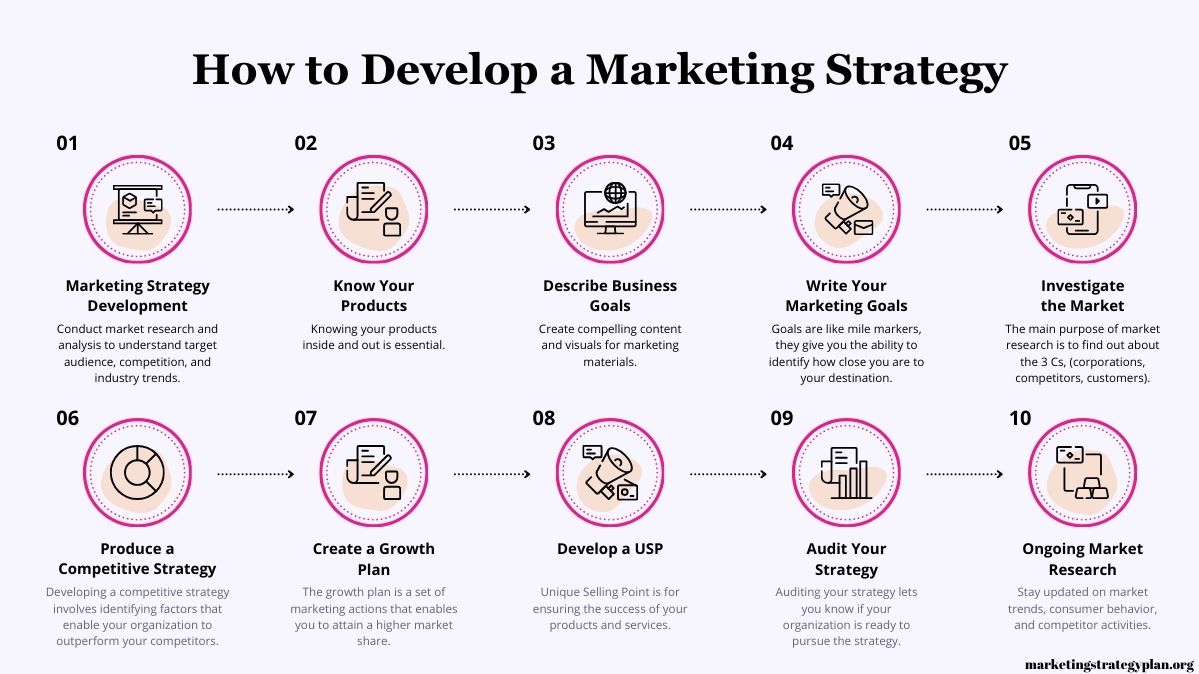 How to Develop a Marketing Strategy
01
Marketing Strategy
Development
Conduct market research and
analysis to understand target
audience, competition, and
industry trends.
02
Know Your
Products
Knowing your products
inside and out is essential.
03
Describe Business
Goals
Create compelling content
and visuals for marketing
materials.
04
Write Your
Marketing Goals
Goals are like mile markers,
they give you the ability to
identify how close you are to
your destination.
05
Investigate
the Market
The main purpose of market
research is to find out about
the 3 Cs, (corporations,
competitors, customers).
06
Produce a
Competitive Strategy
Developing a competitive strategy
involves identifying factors that
enable your organization to
outperform your competitors.
07
Create a Growth
Plan
The growth plan is a set of
marketing actions that enables
you to attain a higher market
share.
08
Develop a USP
Unique Selling Point is for
ensuring the success of your
products and services.
09
Audit Your
Strategy
Auditing your strategy lets
you know if your
organization is ready to
pursue the strategy.
10
Ongoing Market
Research
Stay updated on market
trends, consumer behavior,
and competitor activities.
marketingstrategyplan.org